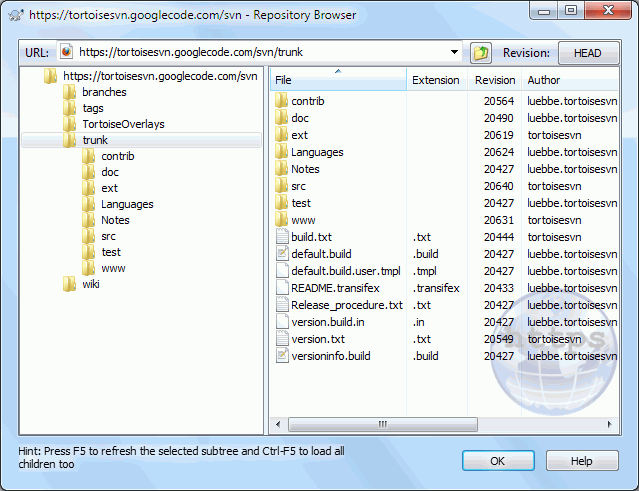 https://tortoisesvn.googlecode.com/svn - Repository Browser
URL: https://tortoisesvn.googlecode.com/svn/trunk Revision: HEAD
https://tortoisesvn.googlecode.com/svn
branches
tags
TortoiseOverlays
trunk
contrib
doc
ext
Languages
Notes
src
test
www
wiki
File Extension Revision Author
contrib 20564 luebbe.tortoisesvn
doc 20490 luebbe.tortoisesvn
ext 20619 tortoisesvn
Languages 20624 luebbe.tortoisesvn
Notes 20427 luebbe.tortoisesvn
src 20640 tortoisesvn
test 20427 luebbe.tortoisesvn
www 20631 tortoisesvn
build.txt .txt 20444 tortoisesvn
default.build .build 20427 luebbe.tortoisesvn
default.build.user.tmpl .tmpl 20427 luebbe.tortoisesvn
README.transifex .transifex 20433 luebbe.tortoisesvn
Release_procedure.txt .txt 20427 luebbe.tortoisesvn
version.build.in .in 20427 luebbe.tortoisesvn
version.txt .txt 20549 tortoisesvn
versioninfo.build .build 20427 luebbe.tortoisesvn
https
Hint: Press F5 to refresh the selected subtree and Ctrl-F5 to load all
children too
OK Help